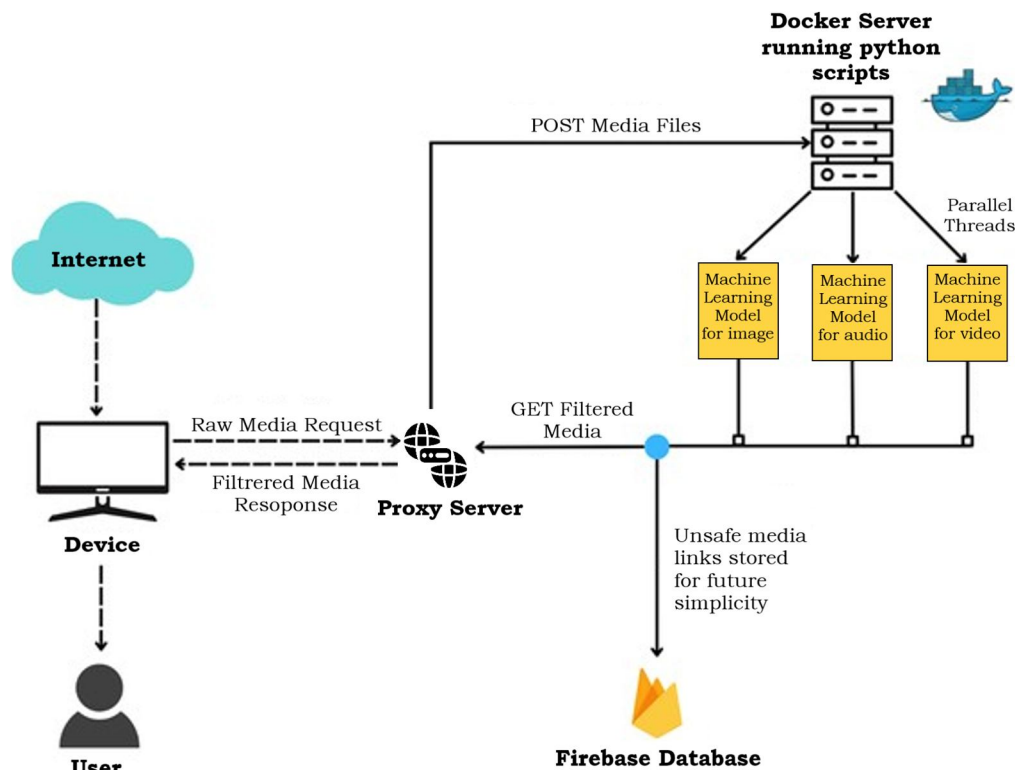 Docker Server
running python
scripts
POST Media Files
Parallel
Threads
Internet
Machine
Learning
Model
for image
Machine
Learning
Model
for audio
Machine
Learning
Model
for video
Raw Media Request
GET Filtered
Media
Filtrered Media
Resoponse
Proxy Server
Device
Unsafe media
links stored
for future
simplicity
User
Firebase Database